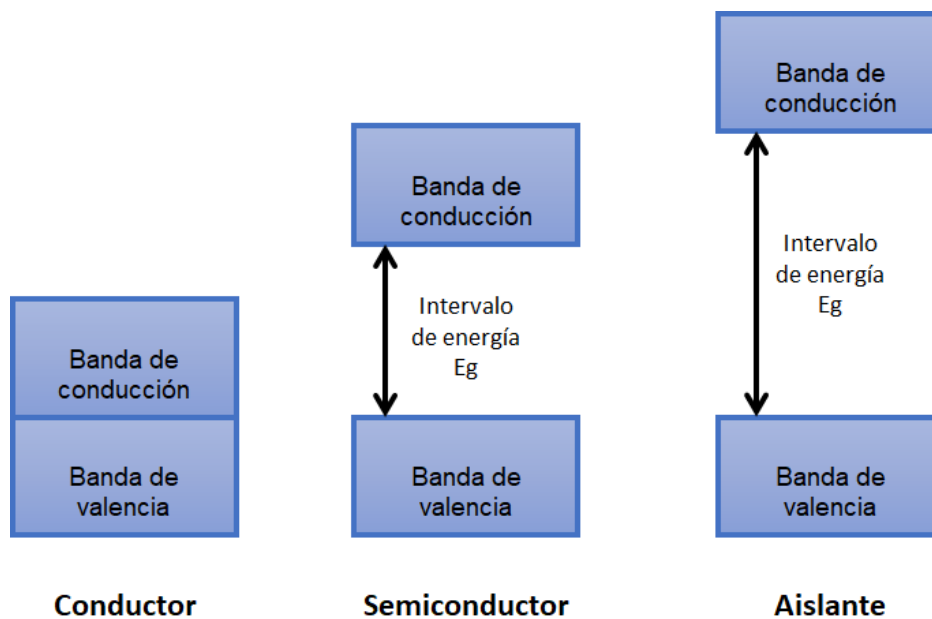 Banda de
conducción
Banda de
valencia
Conductor
Banda de
conducción
Intervalo
de energía
Eg
Banda de
valencia
Semiconductor
Banda de
conducción
Intervalo
de energía
Eg
Banda de
valencia
Aislante